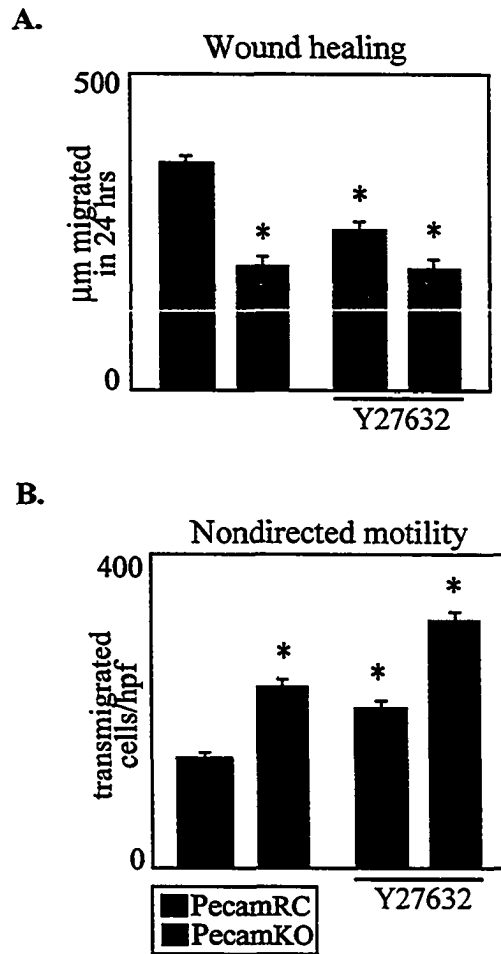 A.
Wound healing
500
µm migrated
in 24 hrs
0
*
*
*
Y27632
B.
Nondirected motility
400
transmigrated
cells/hpf
0
*
*
*
Y27632
PecamRC
PecamKO